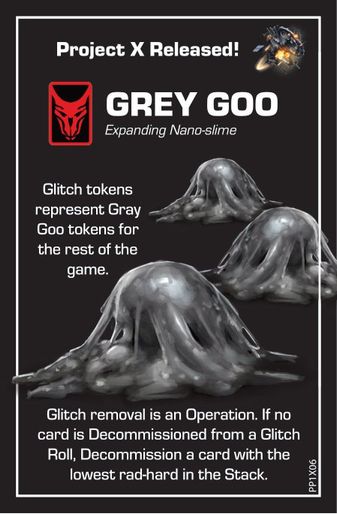 Project X Released!
GREY GOO
Expanding Nano-slime
Glitch tokens
represent Gray
Goo tokens for
the rest of the
game.
Glitch removal is an Operation. If no
card is Decommissioned from a Glitch
Roll, Decommission a card with the
lowest rad-hard in the Stack.
PP1X06